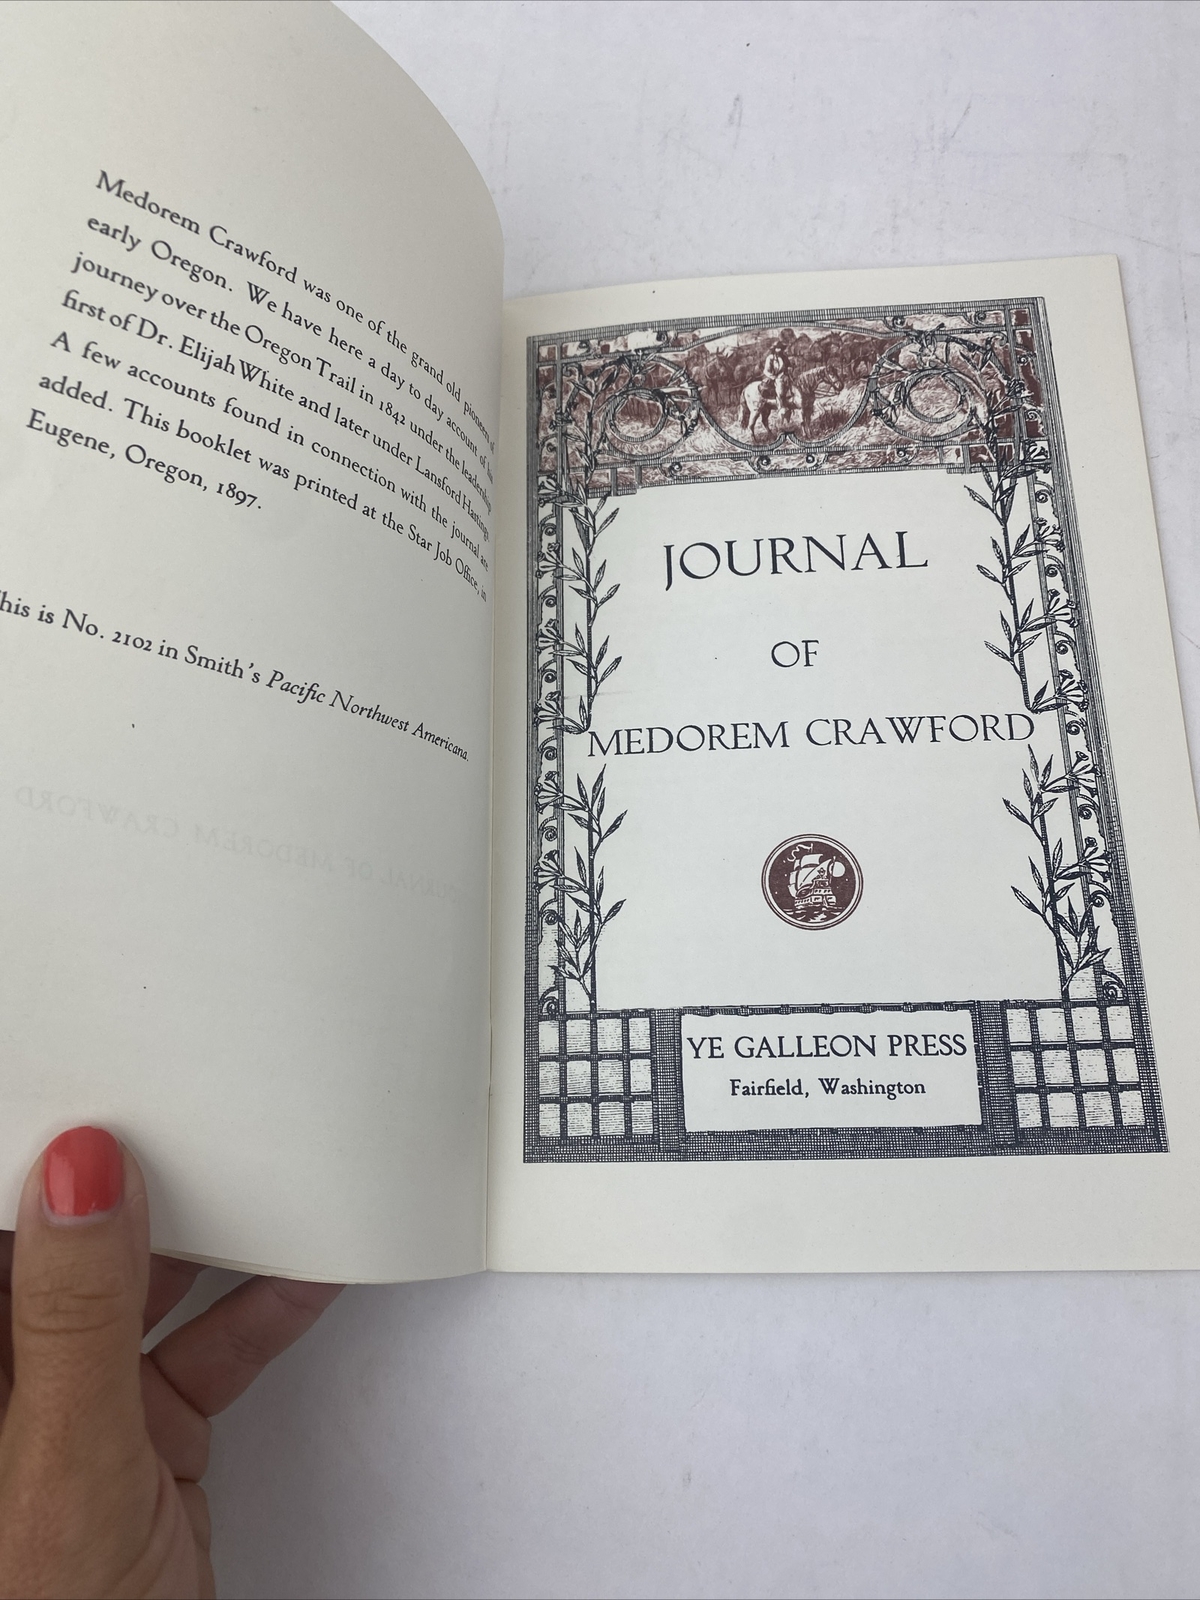 Medorem Crawford was one of the grand old pioneers of
early Oregon. We have here a day to day account of his
journey over the Oregon Trail in 1842 under the leadership
first of Dr. Elijah White and later under Lansford Hastings.
A few accounts found in connection with the journal are
added. This booklet was printed at the Star Job Office, in
Eugene, Oregon, 1897.
This is No. 2102 in Smith's Pacific Northwest Americana.
JOURNAL
OF
MEDOREM CRAWFORD
YE GALLEON PRESS
Fairfield, Washington